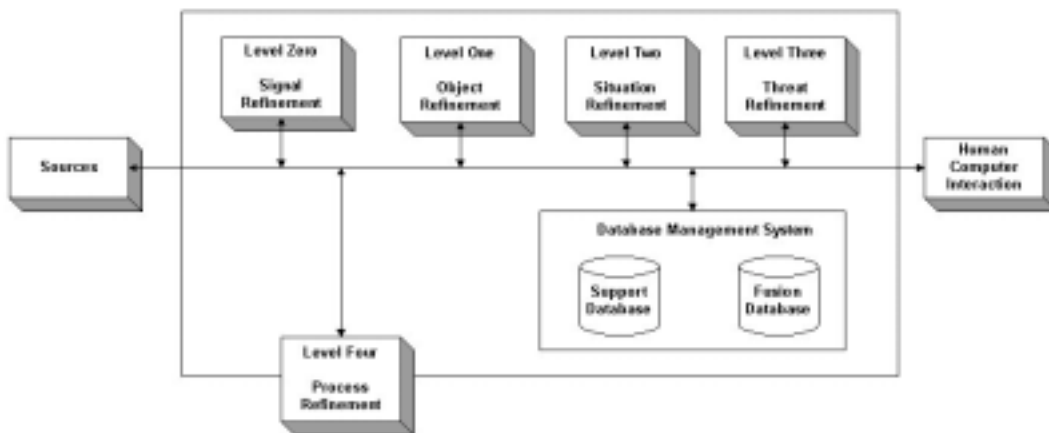 Level Zero
Signal
Refinement
Level One
Object
Refinement
Level Two
Situation
Refinement
Level Three
Threat
Refinement
Sources
Human
Computer
Interaction
Database Management System
Support
Database
Fusion
Database
Level Four
Process
Refinement